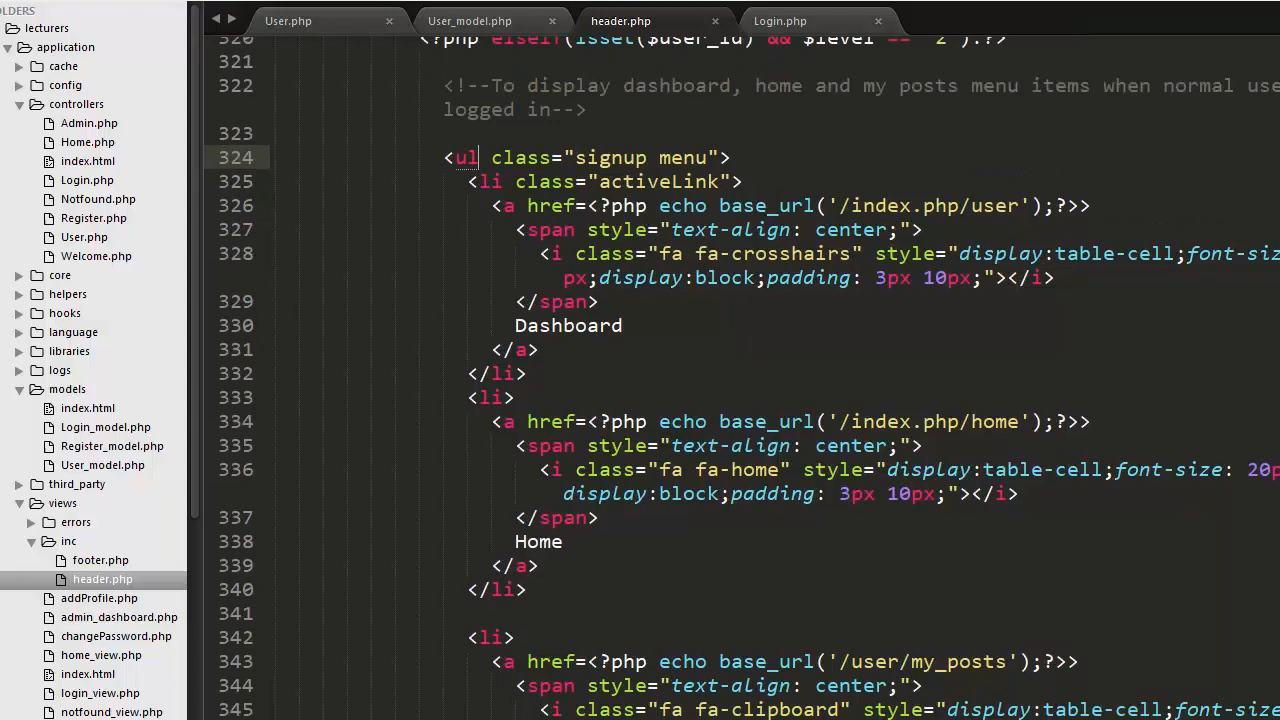 OLDERS
lecturers
application
cache
config
controllers
Admin.php
Home.php
index.html
Login.php
Notfound.php
Register.php
User.php
Welcome.php
core
helpers
hooks
language
libraries
logs
models
index.html
Login_model.php
Register_model.php
User_model.php
third_party
views
errors
inc
footer.php
header.php
addProfile.php
admin_dashboard.php
changePassword.php
home_view.php
index.html
login_view.php
notfound_view.php
User.php × User_model.php × header.php × Login.php ×
320 <?php elseif(isset($user_id) && $level == '2'):?>
321
322 <!--To display dashboard, home and my posts menu items when normal use
logged in-->
323
324 <ul class="signup menu">
325 <li class="activeLink">
326 <a href=<?php echo base_url('/index.php/user');?>>
327 <span style="text-align: center;">
328 <i class="fa fa-crosshairs" style="display:table-cell;font-siz
px;display:block;padding: 3px 10px;"></i>
329 </span>
330 Dashboard
331 </a>
332 </li>
333 <li>
334 <a href=<?php echo base_url('/index.php/home');?>>
335 <span style="text-align: center;">
336 <i class="fa fa-home" style="display:table-cell;font-size: 20p
display:block;padding: 3px 10px;"></i>
337 </span>
338 Home
339 </a>
340 </li>
341
342 <li>
343 <a href=<?php echo base_url('/user/my_posts');?>>
344 <span style="text-align: center;">
345 <i class="fa fa-clipboard" style="display:table-cell;font-siz